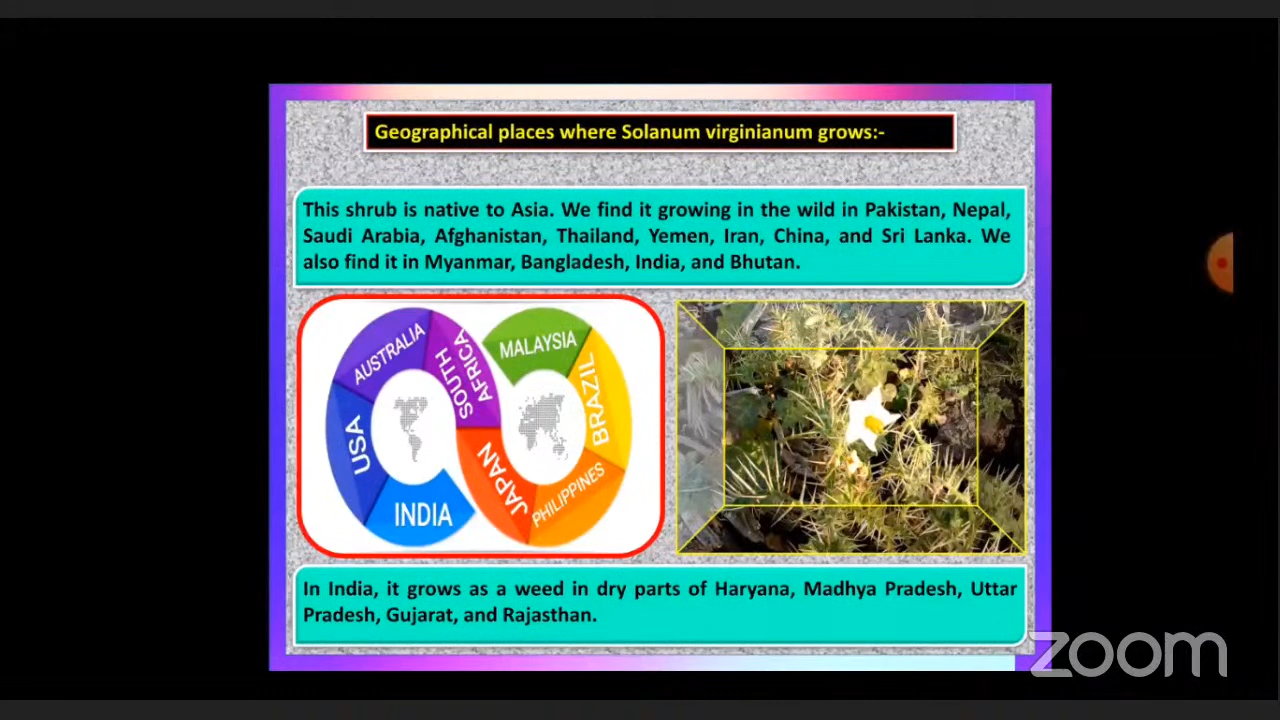 Geographical places where Solanum virginianum grows:-
This shrub is native to Asia. We find it growing in the wild in Pakistan, Nepal,
Saudi Arabia, Afghanistan, Thailand, Yemen, Iran, China, and Sri Lanka. We
also find it in Myanmar, Bangladesh, India, and Bhutan.
AUSTRALIA
SOUTH
AFRICA
MALAYSIA
USA
BRAZIL
INDIA
JAPAN
PHILIPPINES
In India, it grows as a weed in dry parts of Haryana, Madhya Pradesh, Uttar
Pradesh, Gujarat, and Rajasthan.
zoom